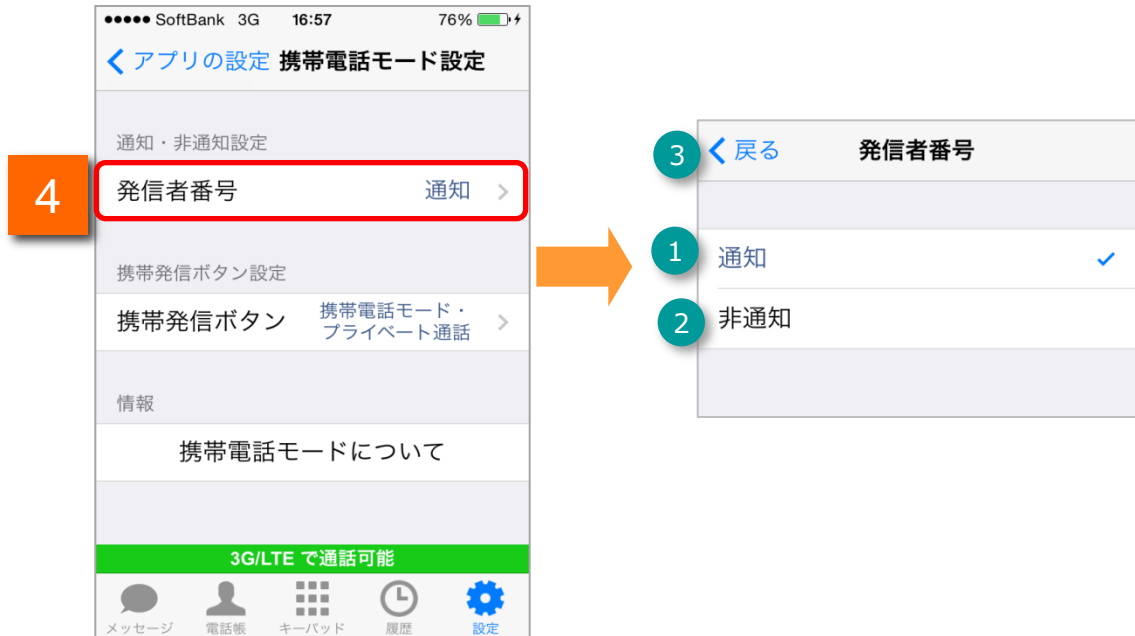 SoftBank 3G 16:57 76%
アプリの設定 携帯電話モード設定
通知・非通知設定
4
発信者番号 通知
携帯発信ボタン設定
携帯発信ボタン 携帯電話モード・
プライベート通話
情報
携帯電話モードについて
3G/LTE で通話可能
メッセージ 電話帳 キーパッド 履歴 設定
3 戻る 発信者番号
1 通知
2 非通知